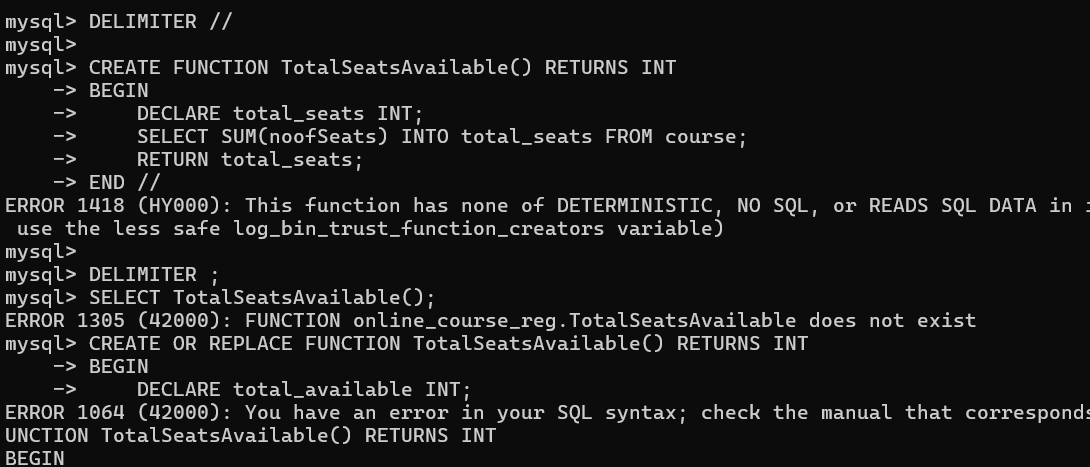 mysql> DELIMITER //
mysql>
mysql> CREATE FUNCTION TotalSeatsAvailable() RETURNS INT
    -> BEGIN
    ->     DECLARE total_seats INT;
    ->     SELECT SUM(noofSeats) INTO total_seats FROM course;
    ->     RETURN total_seats;
    -> END //
ERROR 1418 (HY000): This function has none of DETERMINISTIC, NO SQL, or READS SQL DATA in
 use the less safe log_bin_trust_function_creators variable)
mysql>
mysql> DELIMITER ;
mysql> SELECT TotalSeatsAvailable();
ERROR 1305 (42000): FUNCTION online_course_reg.TotalSeatsAvailable does not exist
mysql> CREATE OR REPLACE FUNCTION TotalSeatsAvailable() RETURNS INT
    -> BEGIN
    ->     DECLARE total_available INT;
ERROR 1064 (42000): You have an error in your SQL syntax; check the manual that corresponds
UNCTION TotalSeatsAvailable() RETURNS INT
BEGIN